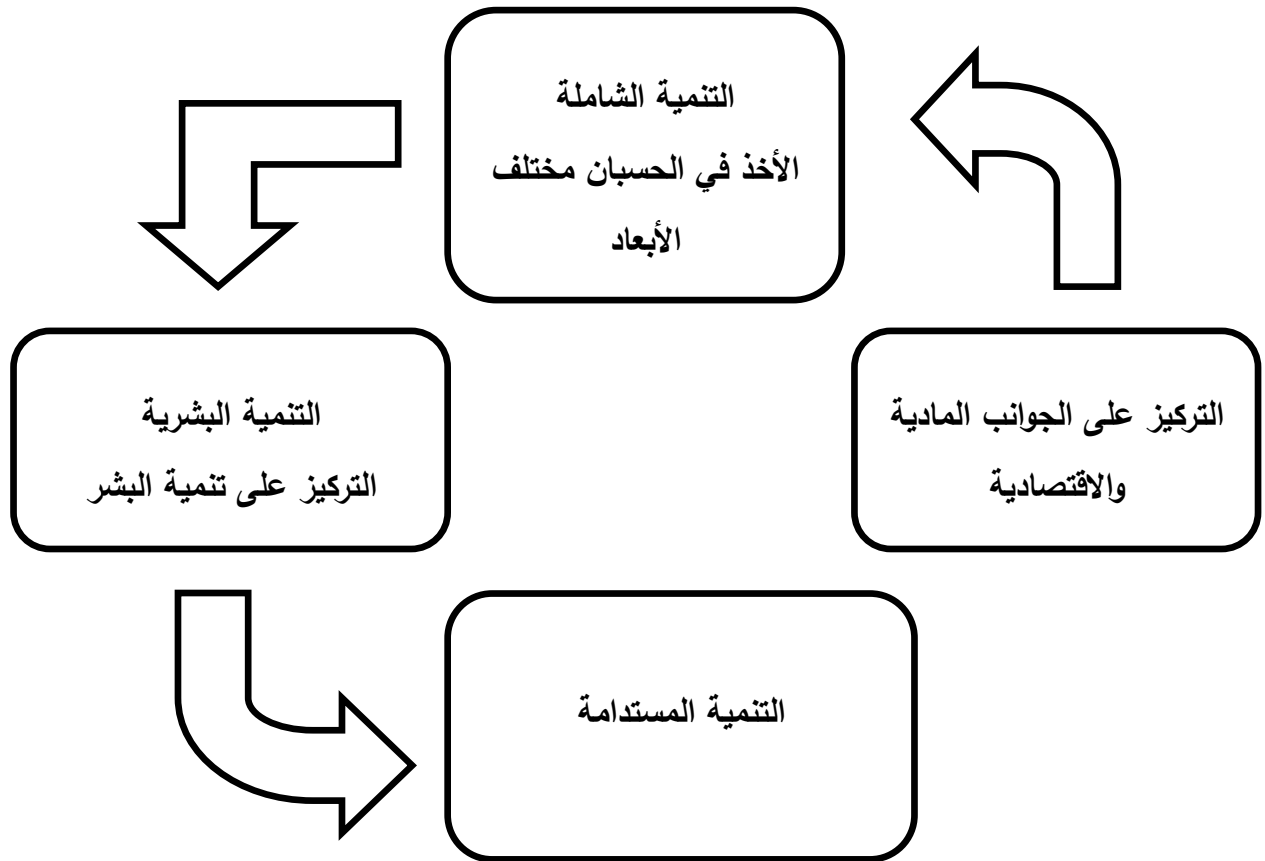 التنمية الشاملة
الأخذ في الحسبان مختلف
الأبعاد
التركيز على الجوانب المادية
والاقتصادية
التنمية البشرية
التركيز على تنمية البشر
التنمية المستدامة